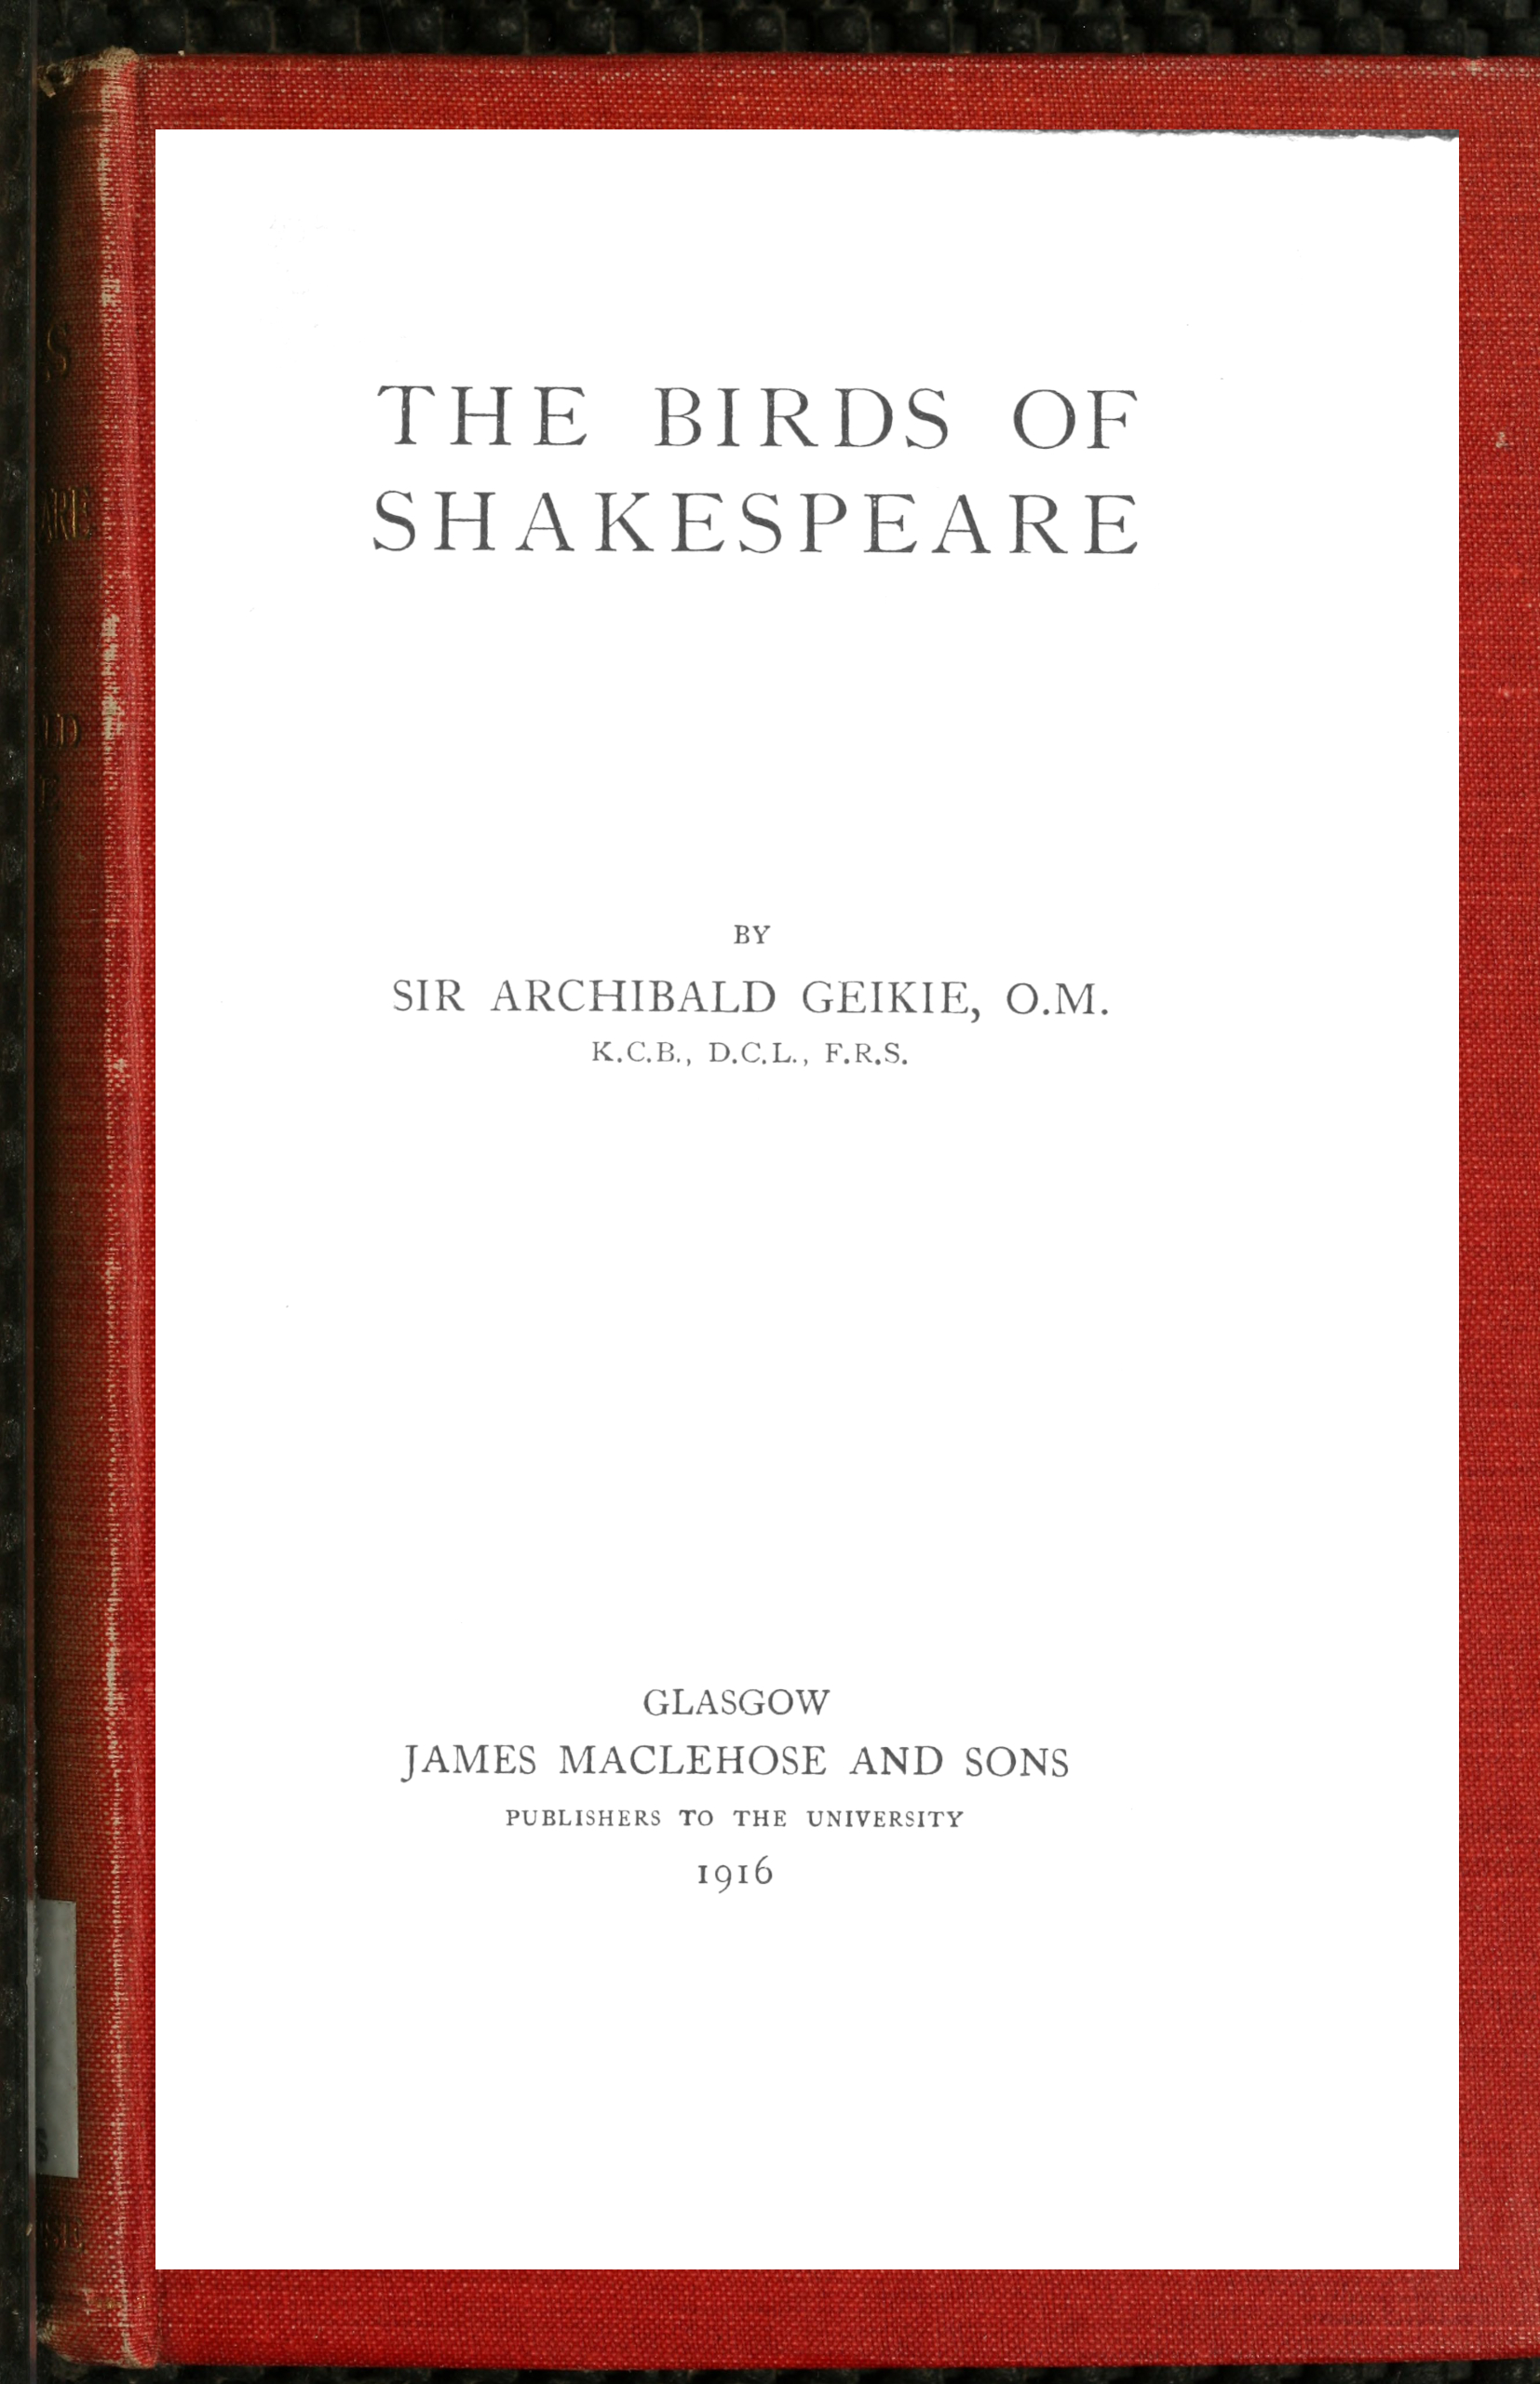 THE BIRDS OF
SHAKESPEARE
BY
SIR ARCHIBALD GEIKIE, O.M.
K.C.B., D.C.L., F.R.S.
GLASGOW
JAMES MACLEHOSE AND SONS
PUBLISHERS TO THE UNIVERSITY
1916